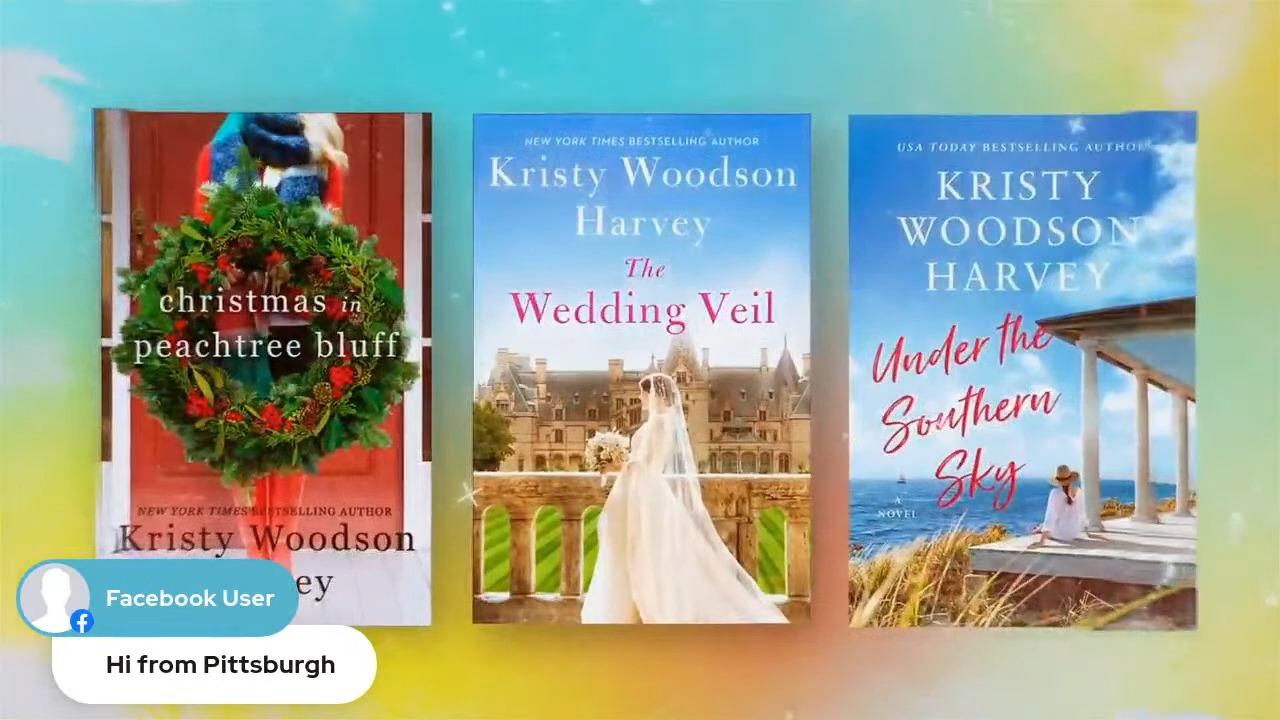 christmas in
peachtree bluff
NEW YORK TIMES BESTSELLING AUTHOR
Kristy Woodson
ey
NEW YORK TIMES BESTSELLING AUTHOR
Kristy Woodson
Harvey
The
Wedding Veil
USA TODAY BESTSELLING AUTHOR
KRISTY
WOODSON
HARVEY
Under the
Southern
Sky
A
NOVEL
Facebook User
Hi from Pittsburgh